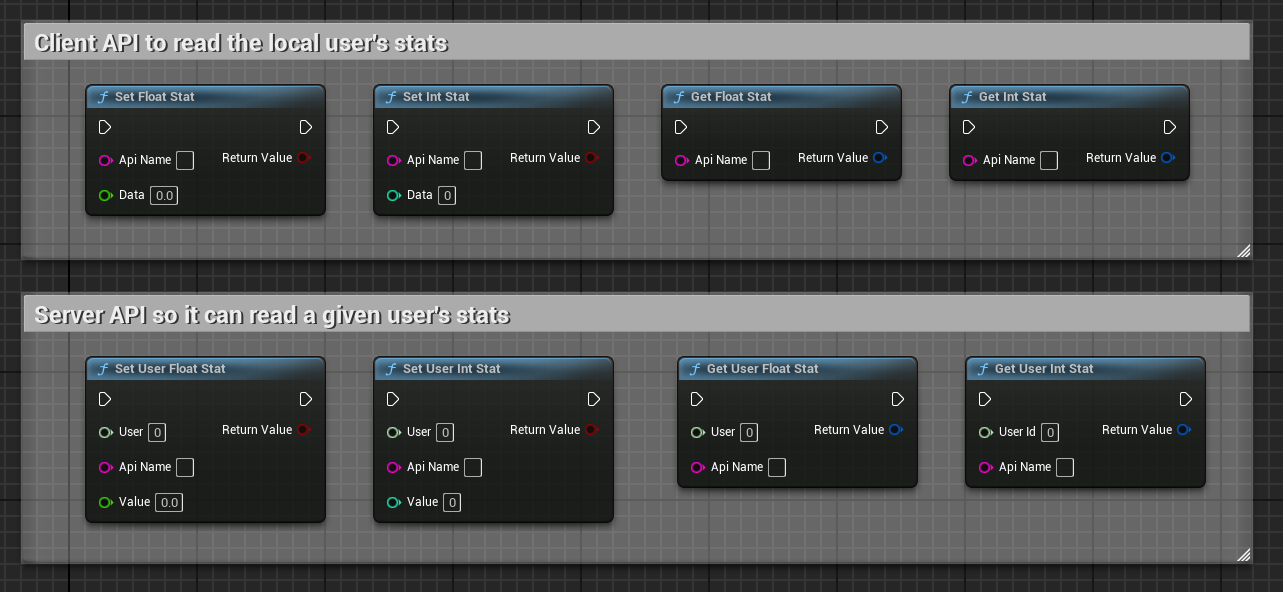 Client API to read the local user's stats
f Set Float Stat
Api Name
Return Value
Data 0.0
f Set Int Stat
Api Name
Return Value
Data 0
f Get Float Stat
Api Name
Return Value
f Get Int Stat
Api Name
Return Value
Server API so it can read a given user's stats
f Set User Float Stat
User 0
Return Value
Api Name
Value 0.0
f Set User Int Stat
User 0
Return Value
Api Name
Value 0
f Get User Float Stat
User 0
Return Value
Api Name
f Get User Int Stat
User Id 0
Return Value
Api Name